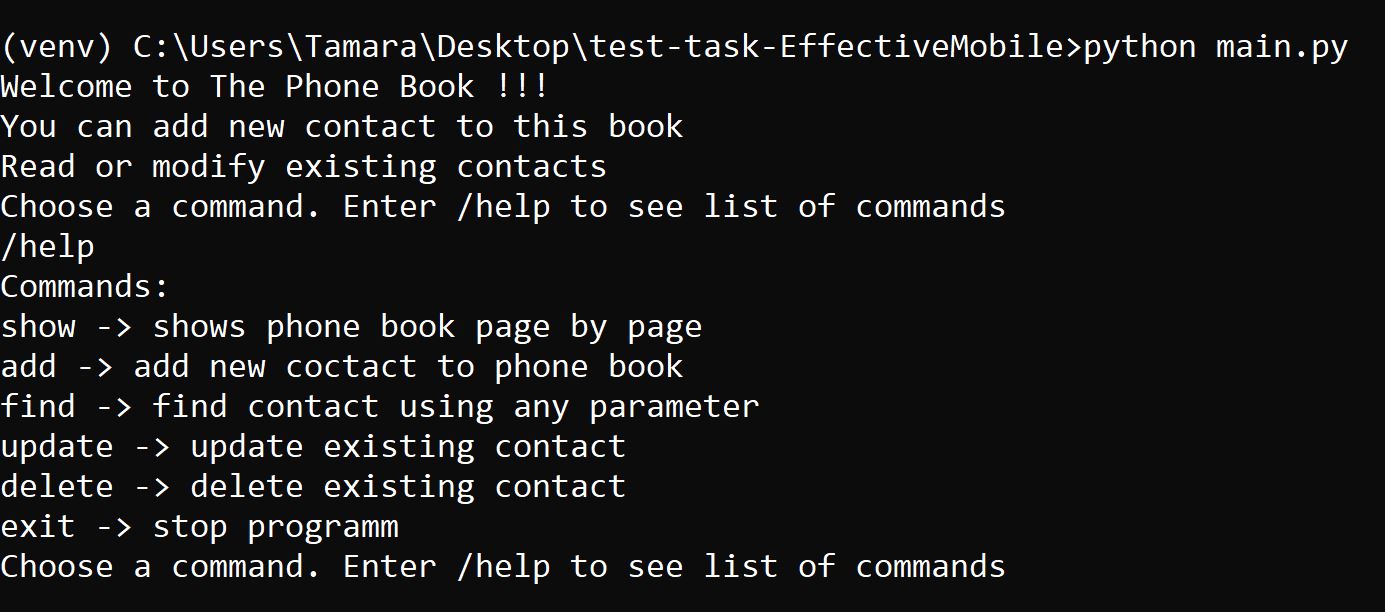 (venv) C:\Users\Tamara\Desktop\test-task-EffectiveMobile>python main.py
Welcome to The Phone Book !!!
You can add new contact to this book
Read or modify existing contacts
Choose a command. Enter /help to see list of commands
/help
Commands:
show -> shows phone book page by page
add -> add new coctact to phone book
find -> find contact using any parameter
update -> update existing contact
delete -> delete existing contact
exit -> stop programm
Choose a command. Enter /help to see list of commands